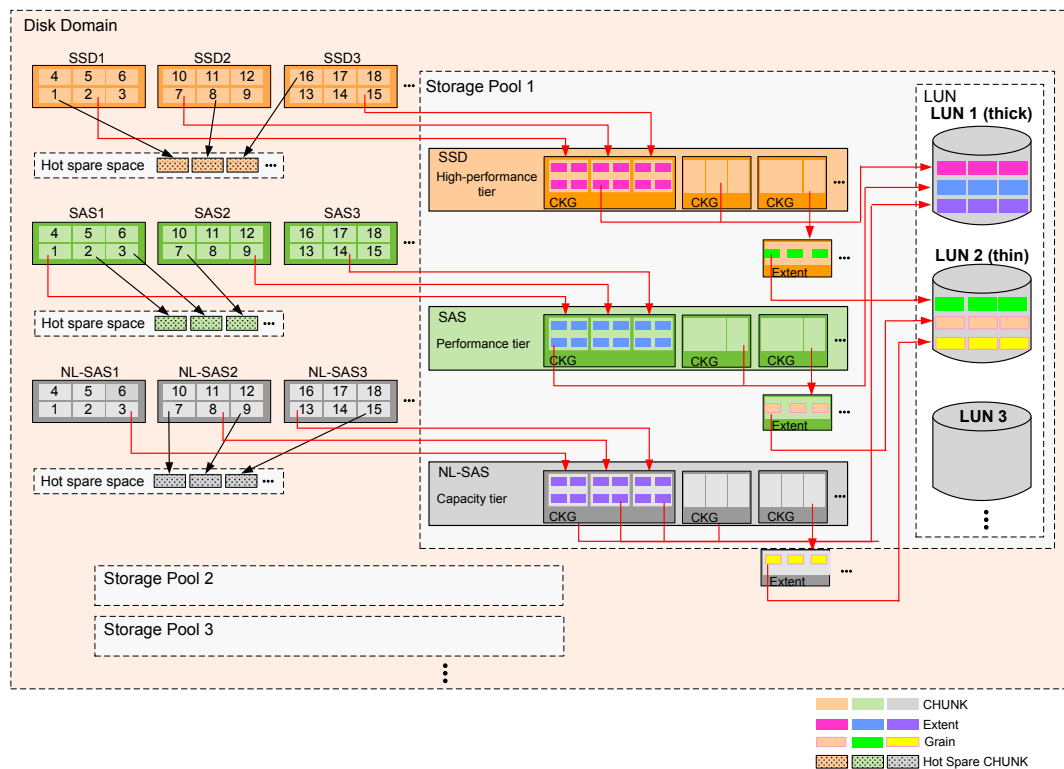 Disk Domain
SSD1 SSD2 SSD3
4 5 6 10 11 12 16 17 18
1 2 3 7 8 9 13 14 15
...
Hot spare space ...
SAS1 SAS2 SAS3
4 5 6 10 11 12 16 17 18
1 2 3 7 8 9 13 14 15
...
Hot spare space ...
NL-SAS1 NL-SAS2 NL-SAS3
4 5 6 10 11 12 16 17 18
1 2 3 7 8 9 13 14 15
...
Hot spare space ...
Storage Pool 1
SSD
High-performance
tier
CKG CKG CKG ...
Extent ...
SAS
Performance tier
CKG CKG CKG ...
Extent ...
NL-SAS
Capacity tier
CKG CKG CKG ...
Extent ...
LUN
LUN 1 (thick)
LUN 2 (thin)
LUN 3
Storage Pool 2
Storage Pool 3
CHUNK
Extent
Grain
Hot Spare CHUNK